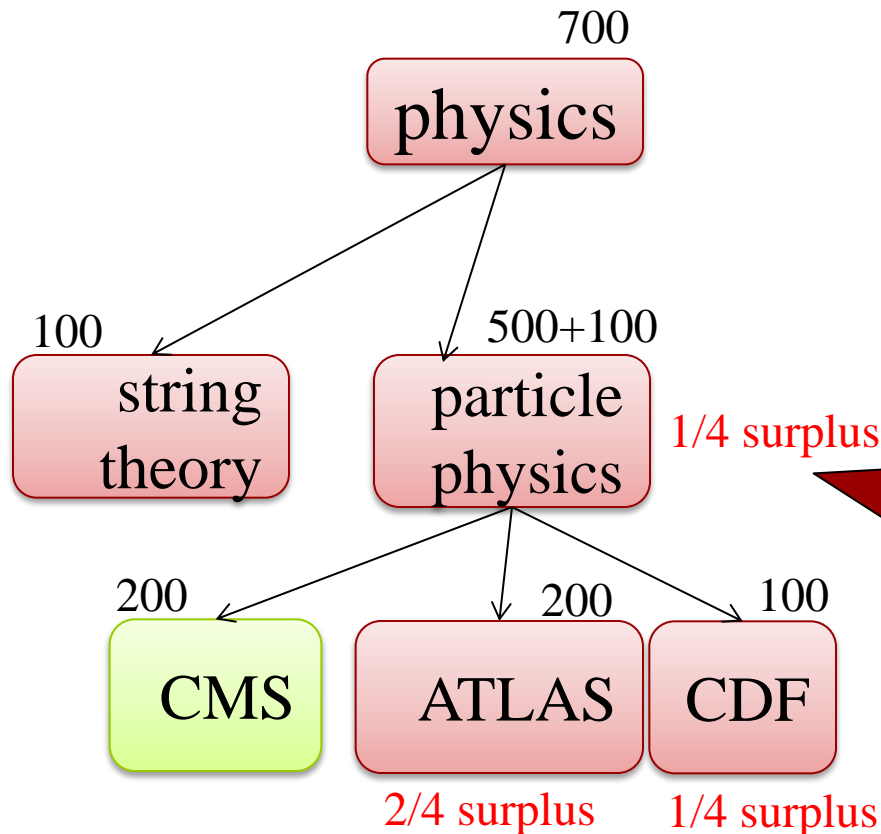 700
physics
100
500+100
string
theory
particle
physics
1/4 surplus
200
200
100
CMS
ATLAS
CDF
2/4 surplus
1/4 surplus